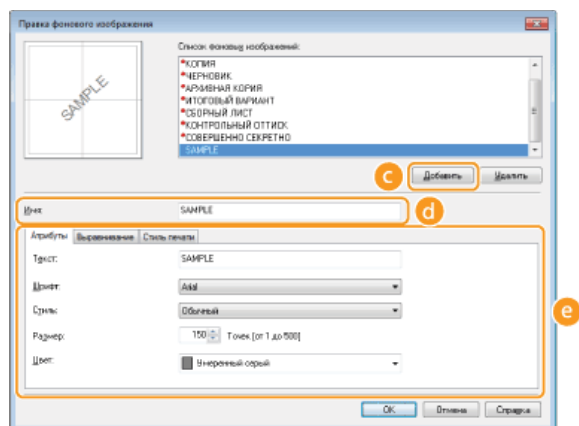 Правка фонового изображения
Список фоновых изображений:
SAMPLE
*КОПИЯ
*ЧЕРНОВИК
*АРХИВНАЯ КОРИЯ
*ИТОГОВЫЙ ВАРИАНТ
*СБОРНЫЙ ЛИСТ
*КОНТРОЛЬНЫЙ ОТТИСК
*СОВЕРШЕННО СЕКРЕТНО
SAMPLE
c Добавить Удалить
Имя: SAMPLE d
Атрибуты Выравнивание Стиль печати
Текст: SAMPLE
Шрифт: Arial
Стиль: Обычный
e
Размер: 150 Точек [от 1 до 500]
Цвет: Умеренный серый
OK Отмена Справка